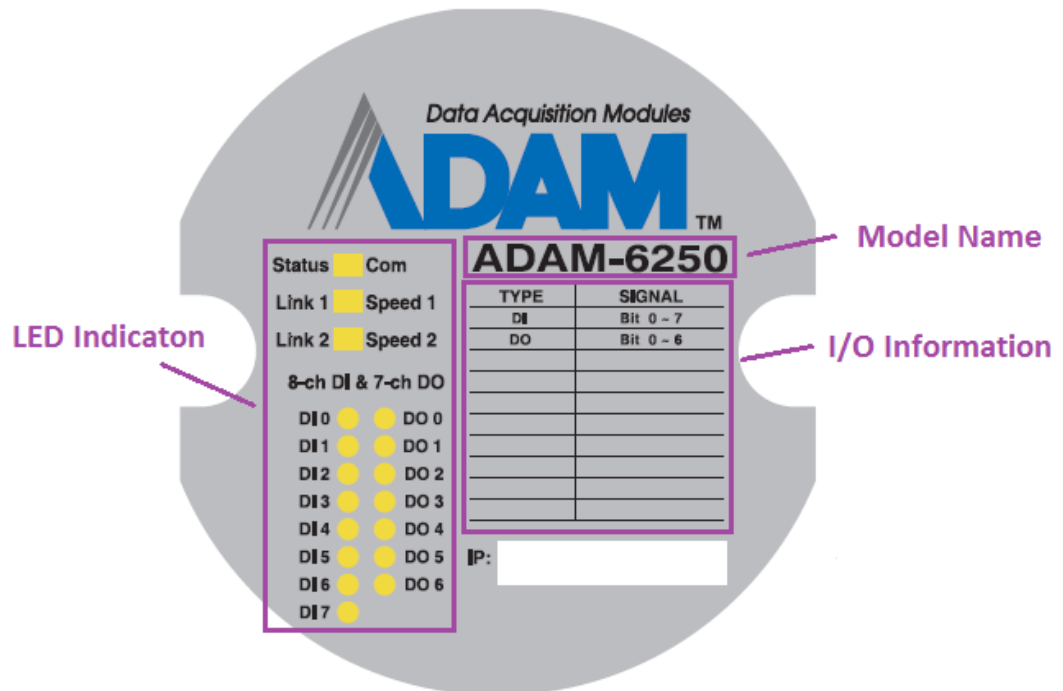 Data Acquisition Modules
ADAM
TM
ADAM-6250
Model Name
Status Com
Link 1 Speed 1
Link 2 Speed 2
LED Indicaton
8-ch DI & 7-ch DO
DI 0 DO 0
DI 1 DO 1
DI 2 DO 2
DI 3 DO 3
DI 4 DO 4
DI 5 DO 5
DI 6 DO 6
DI 7
TYPE SIGNAL
DI Bit 0 ~ 7
DO Bit 0 ~ 6
I/O Information
IP: